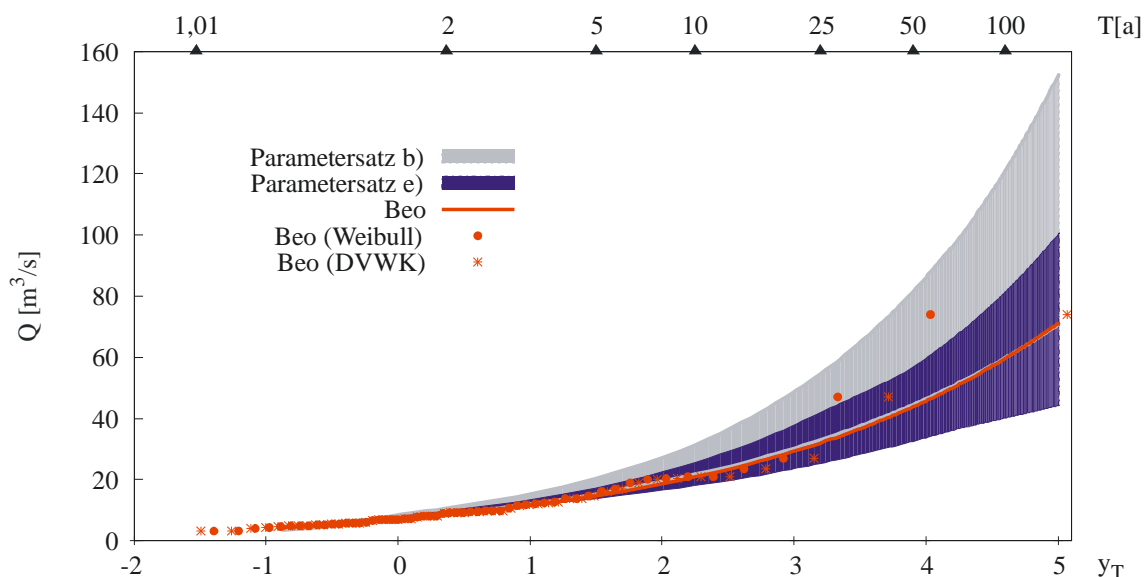 1,01 2 5 10 25 50 100 T[a]
160
140
120
100
80
60
40
20
0
Q [m³/s]
Parametersatz b)
Parametersatz e)
Beo
Beo (Weibull)
Beo (DVWK)
-2 -1 0 1 2 3 4 5 y_T